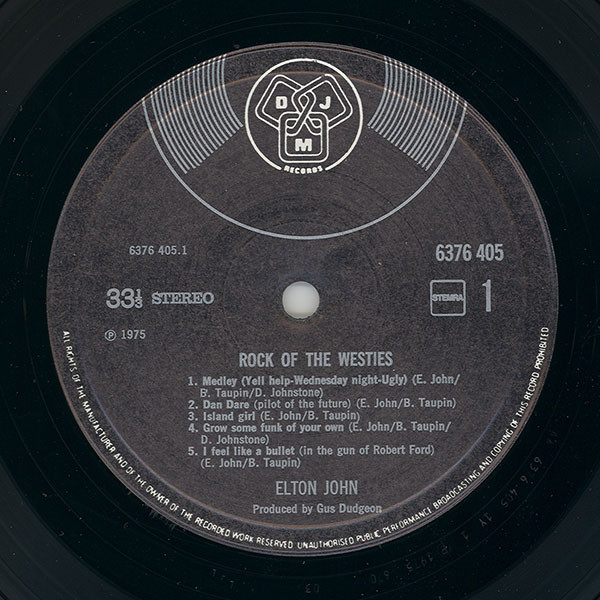 D J
M
RECORDS
6376 405.1
6376 405
33⅓ STEREO
STEMRA 1
℗ 1975
ROCK OF THE WESTIES
1. Medley (Yell help-Wednesday night-Ugly) (E. John/
B. Taupin/D. Johnstone)
2. Dan Dare (pilot of the future) (E. John/B. Taupin)
3. Island girl (E. John/B. Taupin)
4. Grow some funk of your own (E. John/B. Taupin/
D. Johnstone)
5. I feel like a bullet (in the gun of Robert Ford)
(E. John/B. Taupin)
ELTON JOHN
Produced by Gus Dudgeon
ALL RIGHTS OF THE MANUFACTURER AND OF THE OWNER OF THE RECORDED WORK RESERVED UNAUTHORISED PUBLIC PERFORMANCE BROADCASTING AND COPYING OF THIS RECORD PROHIBITED